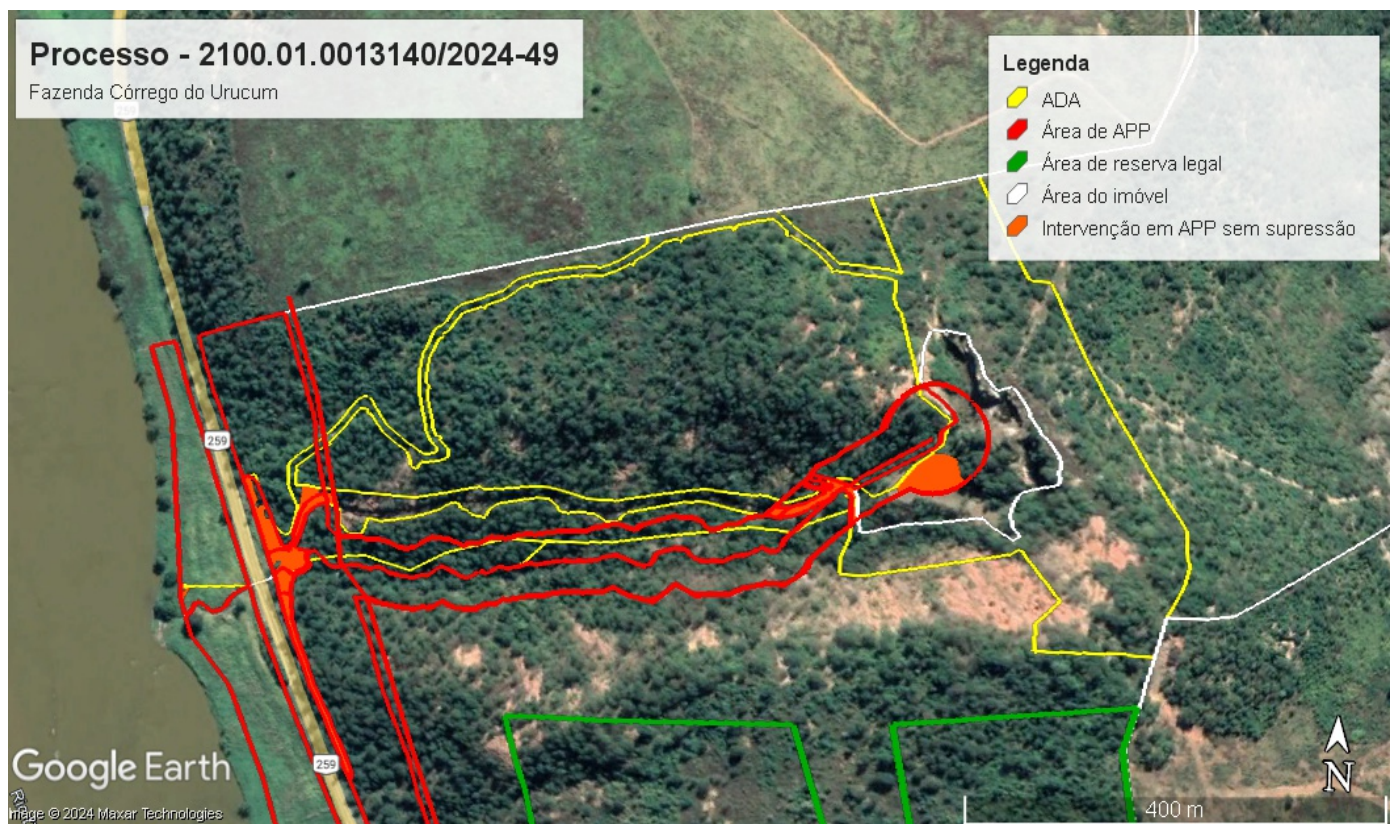 Processo - 2100.01.0013140/2024-49
Fazenda Córrego do Urucum
Legenda
ADA
Área de APP
Área de reserva legal
Área do imóvel
Intervenção em APP sem supressão
259
259
Google Earth
Image © 2024 Maxar Technologies
400 m
N